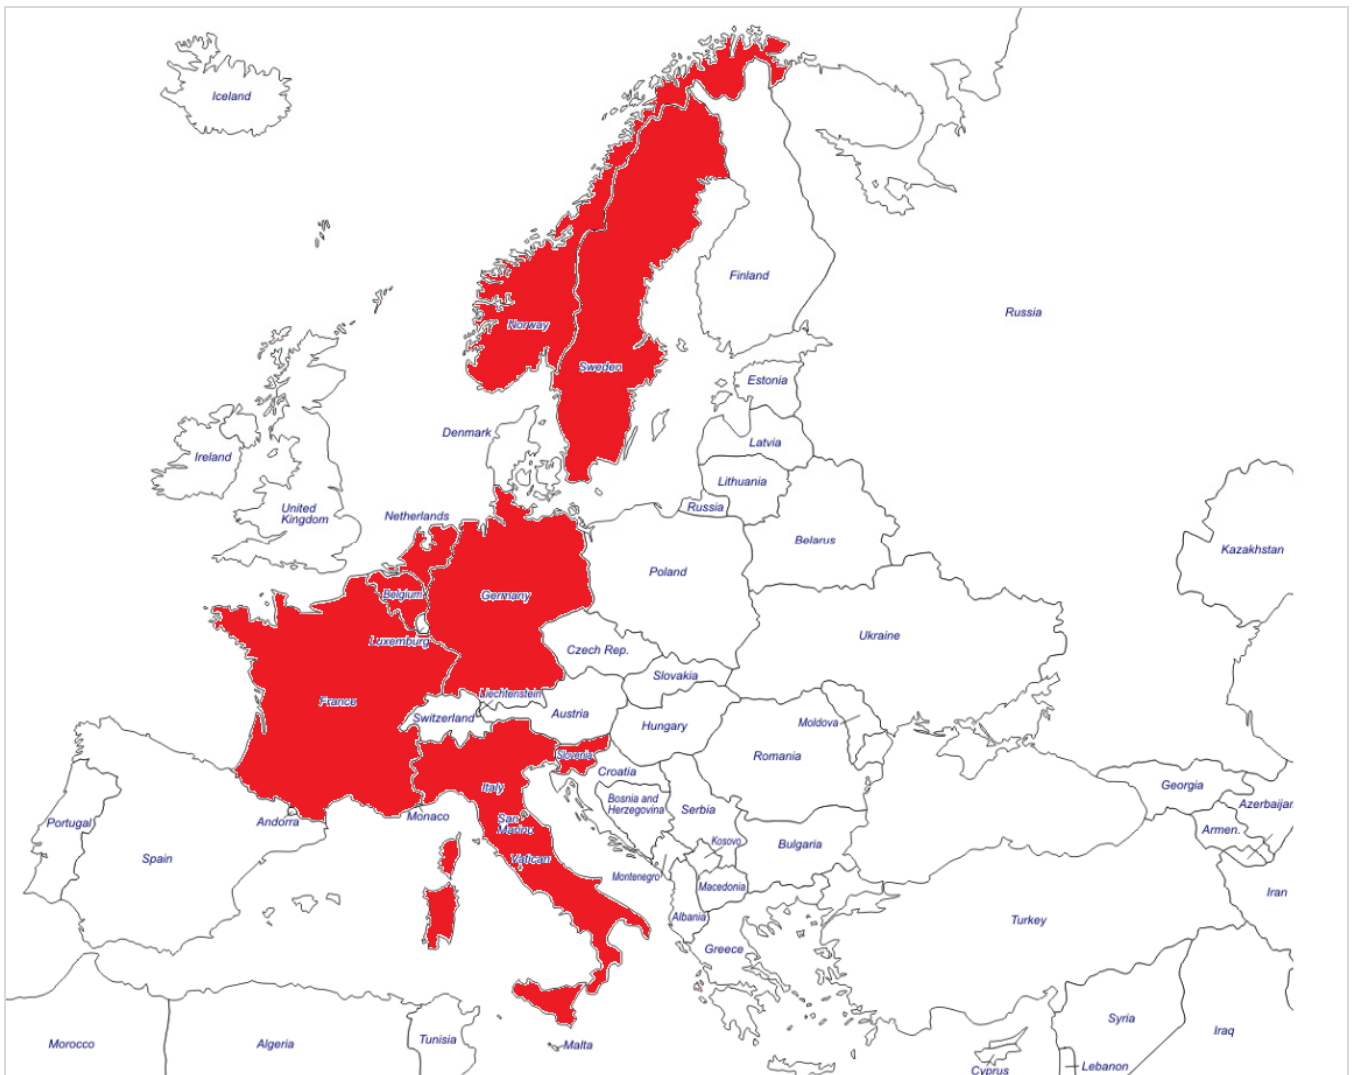 Iceland
Finland
Russia
Norway
Sweden
Estonia
Denmark
Latvia
Ireland
Lithuania
United
Kingdom
Netherlands
Russia
Belarus
Kazakhstan
Poland
Belgium
Germany
Ukraine
Luxemburg
Czech Rep.
Slovakia
Liechtenstein
France
Switzerland
Austria
Hungary
Moldova
Slovenia
Romania
Croatia
Italy
Georgia
Bosnia and
Herzegovina
Serbia
Azerbaijan
Andorra
Monaco
San
Marino
Portugal
Armen.
Kosovo
Bulgaria
Spain
Vatican
Montenegro
Macedonia
Iran
Albania
Turkey
Greece
Syria
Iraq
Morocco
Algeria
Tunisia
Malta
Lebanon
Cyprus